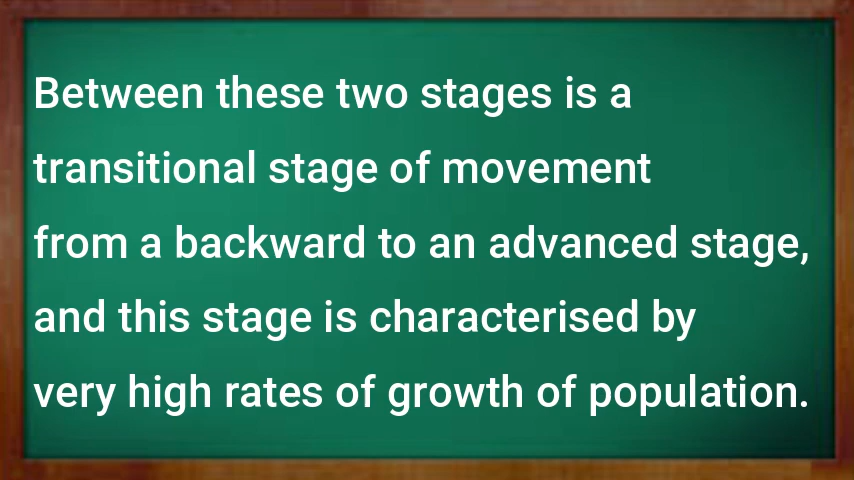 Between these two stages is a
transitional stage of movement
from a backward to an advanced stage,
and this stage is characterised by
very high rates of growth of population.